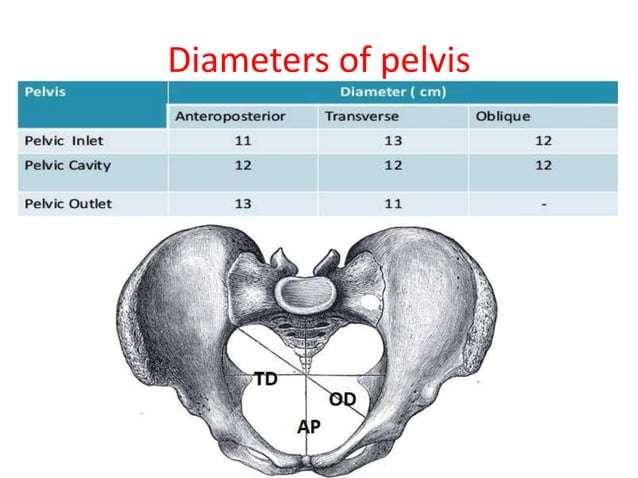 Diameters of pelvis
Pelvis Diameter ( cm)
Anteroposterior Transverse Oblique
Pelvic Inlet 11 13 12
Pelvic Cavity 12 12 12
Pelvic Outlet 13 11 -
TD
OD
AP